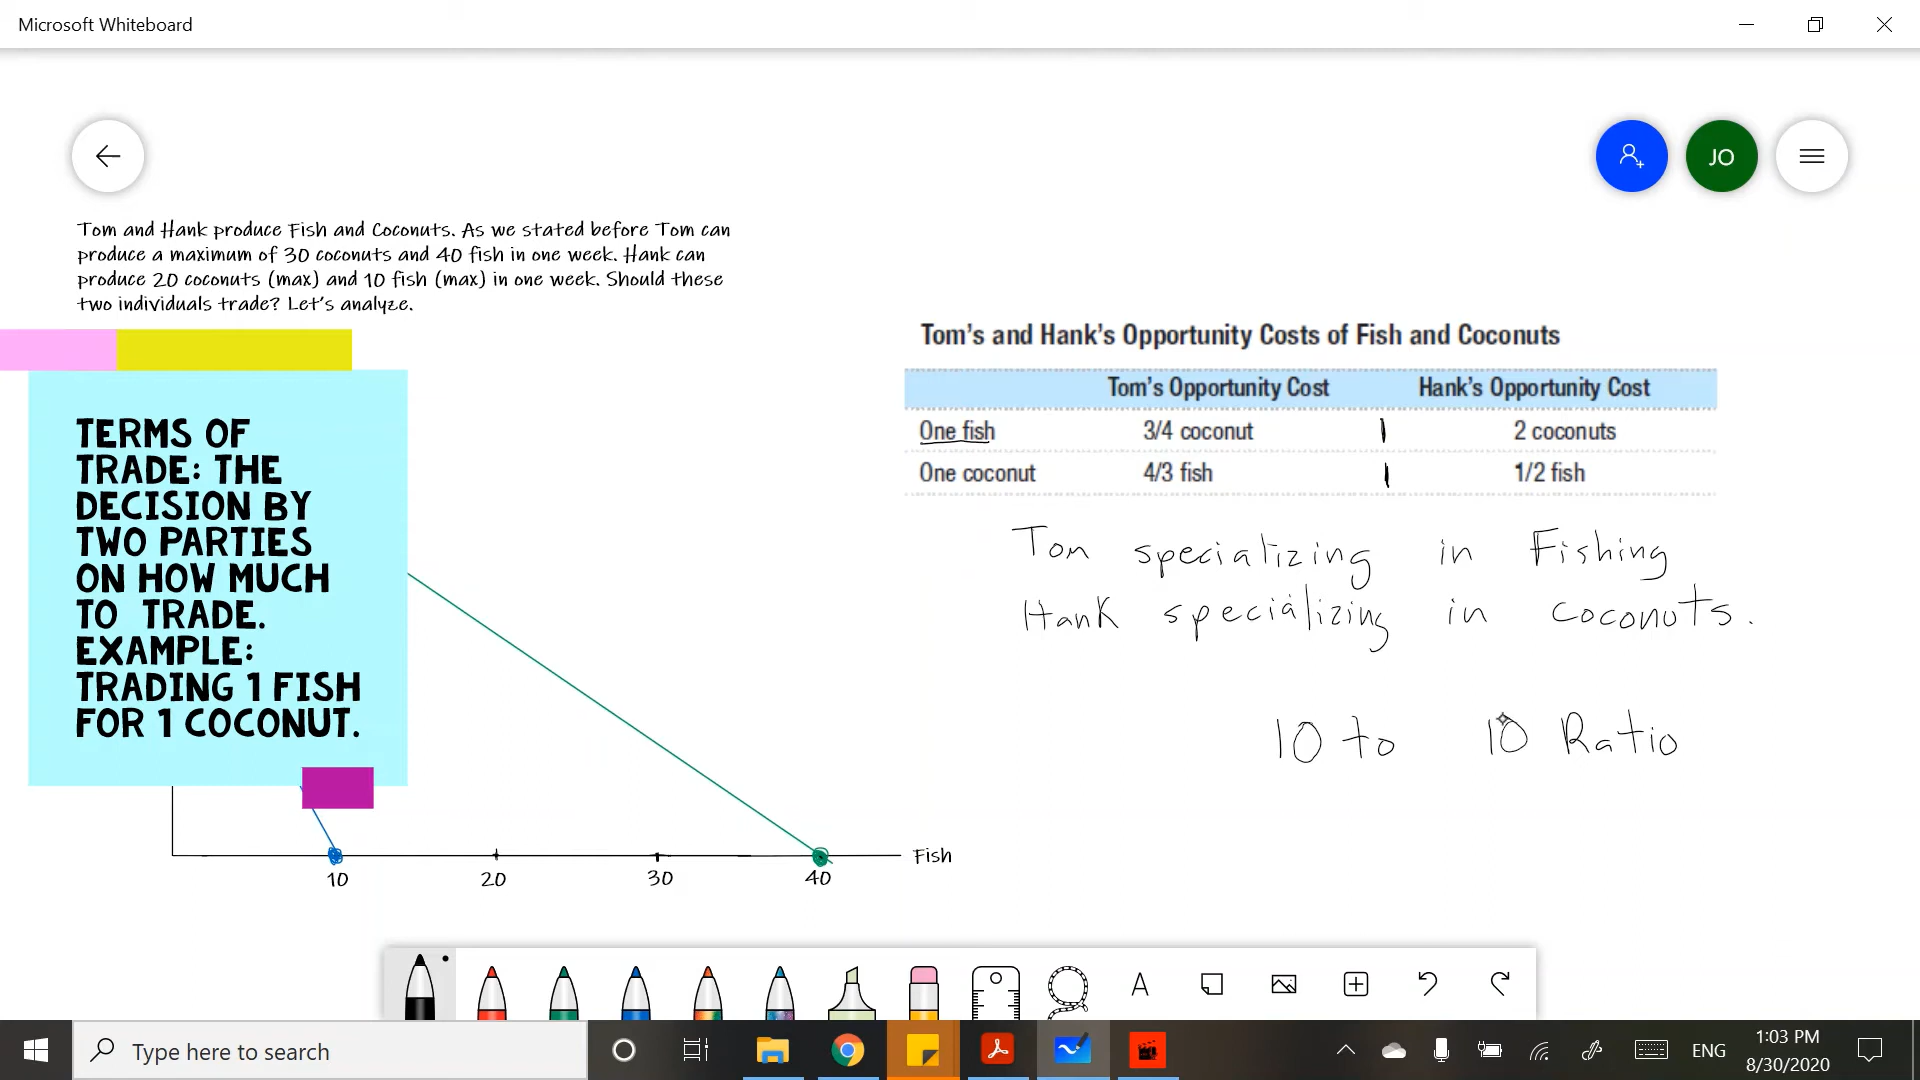 Microsoft Whiteboard
JO
Tom and Hank produce Fish and Coconuts. As we stated before Tom can
produce a maximum of 30 coconuts and 40 fish in one week. Hank can
produce 20 coconuts (max) and 10 fish (max) in one week. Should these
two individuals trade? Let's analyze.
TERMS OF
TRADE: THE
DECISION BY
TWO PARTIES
ON HOW MUCH
TO TRADE.
EXAMPLE:
TRADING 1 FISH
FOR 1 COCONUT.
Tom's and Hank's Opportunity Costs of Fish and Coconuts
Tom's Opportunity Cost Hank's Opportunity Cost
One fish 3/4 coconut 2 coconuts
One coconut 4/3 fish 1/2 fish
Tom specializing in Fishing
Hank specializing in coconuts.
10 to 10 Ratio
Fish
10 20 30 40
A
Type here to search
ENG
1:03 PM
8/30/2020